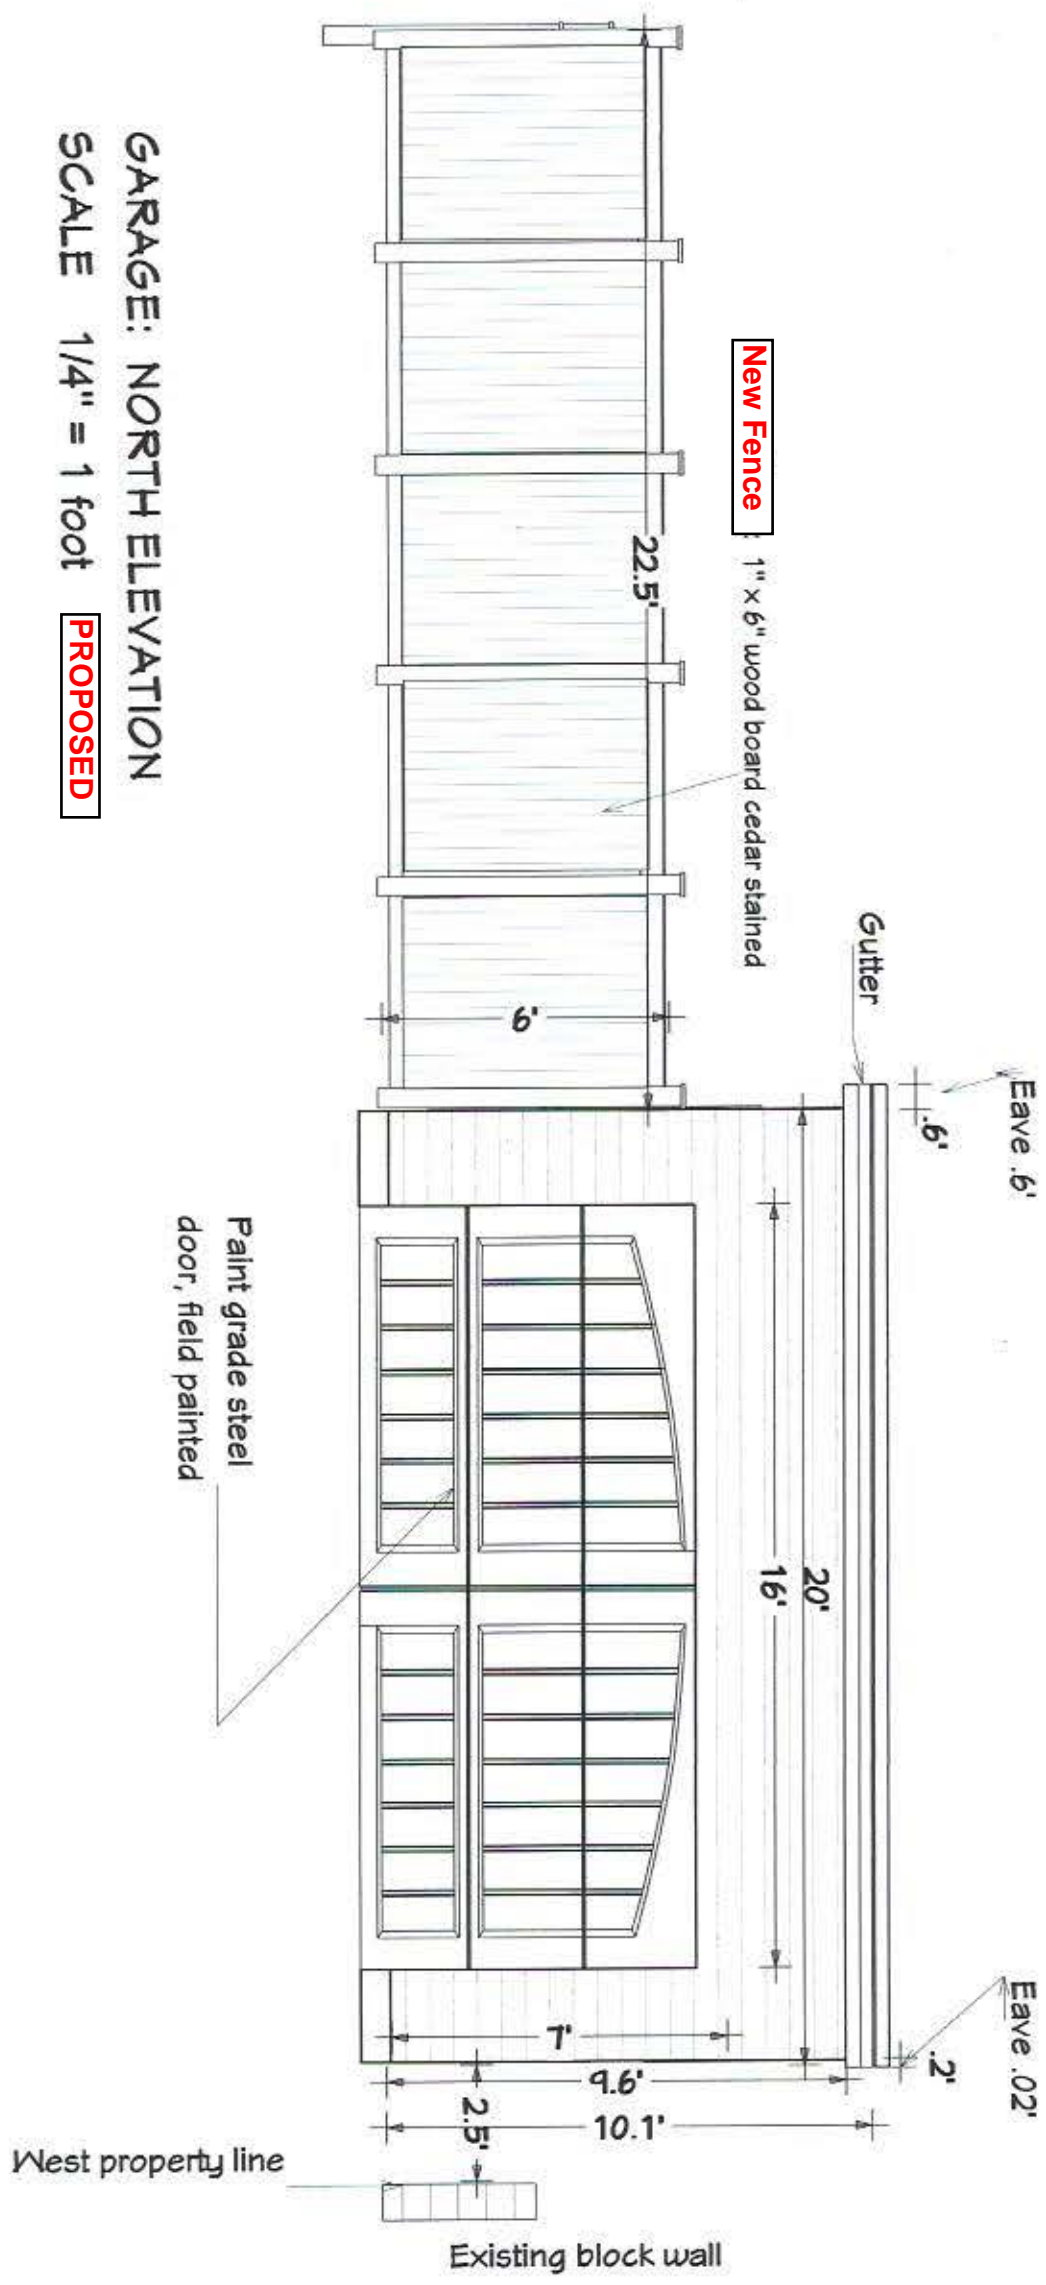 Eave .6'
Eave .02'
.6'
.2'
Gutter
New Fence : 1" x 6" wood board cedar stained
20'
16'
22.5'
6'
7'
9.6'
10.1'
2.5'
Paint grade steel
door, field painted
West property line
Existing block wall
GARAGE: NORTH ELEVATION
SCALE 1/4" = 1 foot PROPOSED